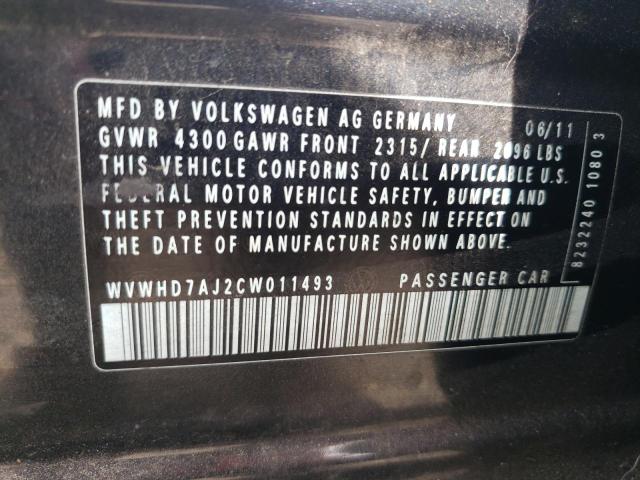 MFD BY VOLKSWAGEN AG GERMANY 06/11
GVWR 4300 GAWR FRONT 2315/ REAR 2096 LBS
THIS VEHICLE CONFORMS TO ALL APPLICABLE U.S.
FEDERAL MOTOR VEHICLE SAFETY, BUMPER AND
THEFT PREVENTION STANDARDS IN EFFECT ON
THE DATE OF MANUFACTURE SHOWN ABOVE.
WVWHD7AJ2CW011493 PASSENGER CAR
8232240 1080 3